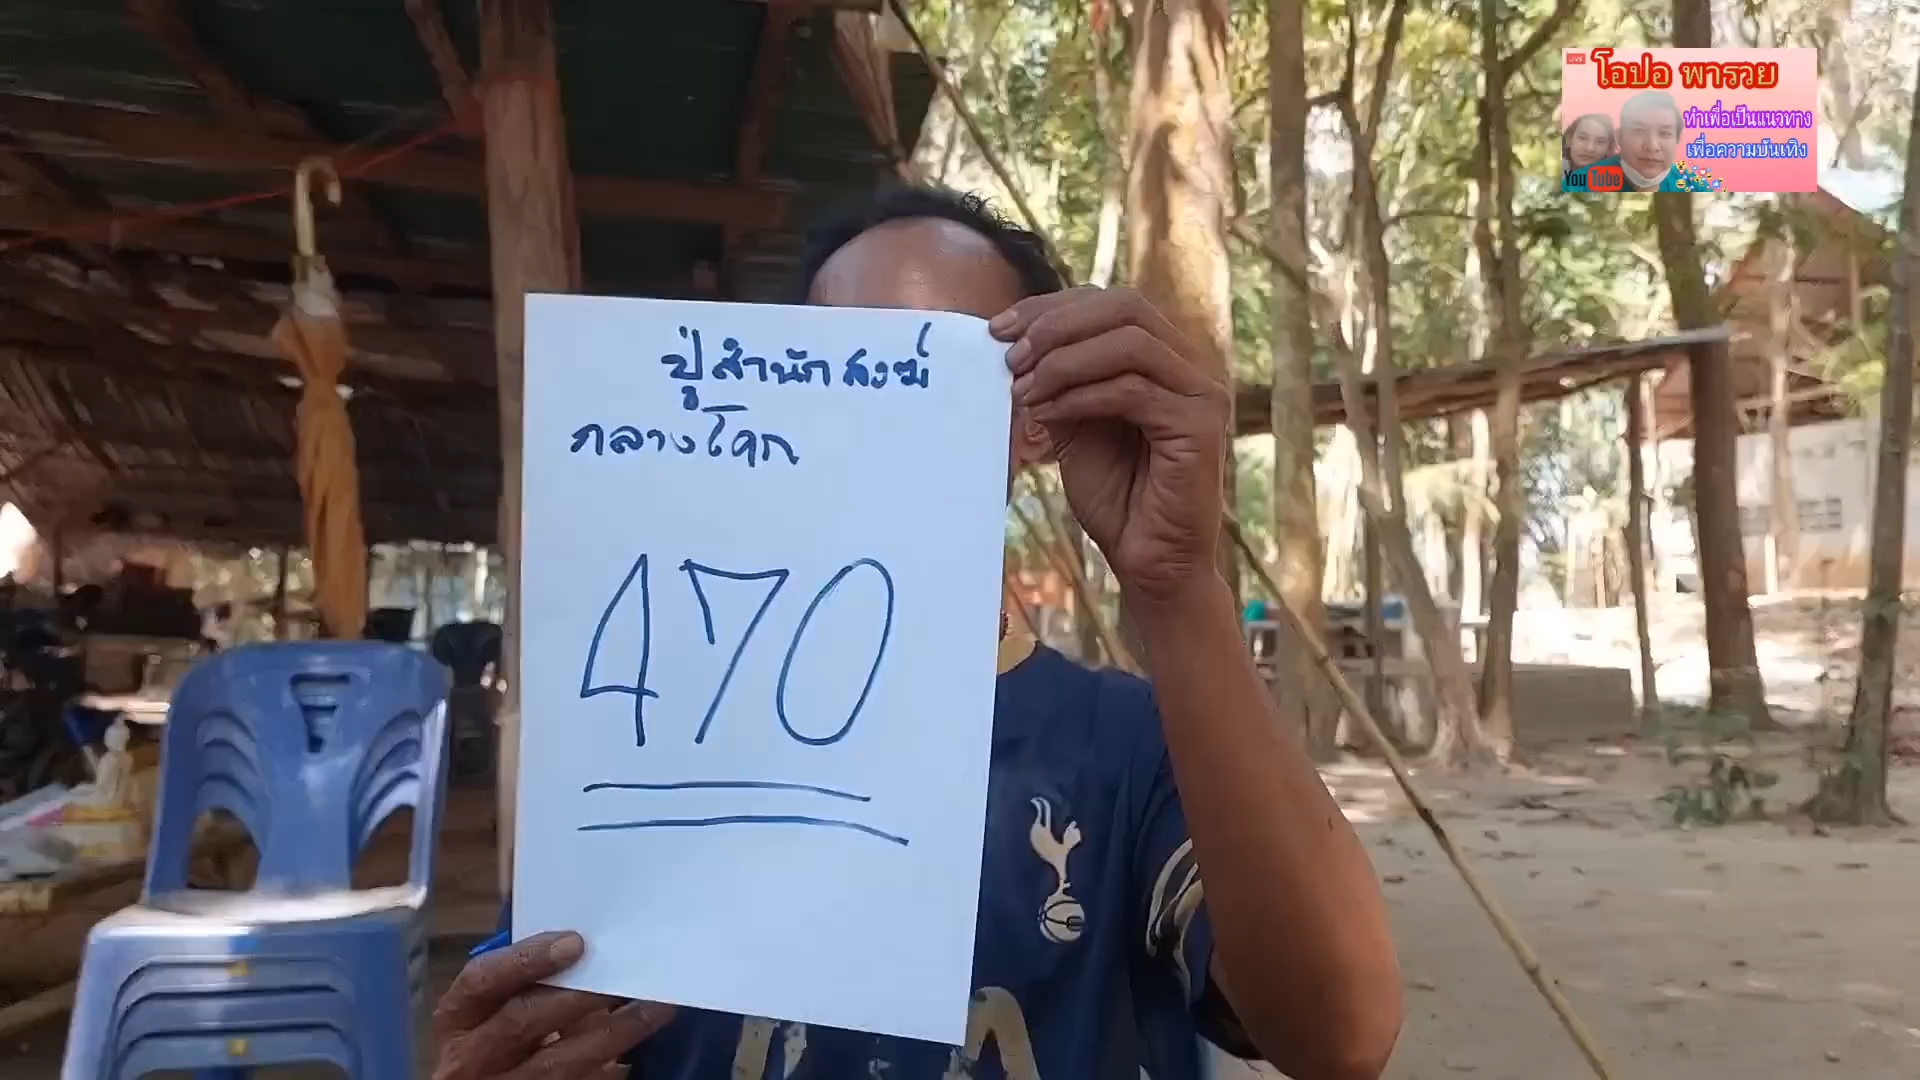 LIVE
โอปอ พารวย
ทำเพื่อเป็นแนวทาง
เพื่อความบันเทิง
YouTube
ปู่สำนักสงฆ์
กลางโคก
470